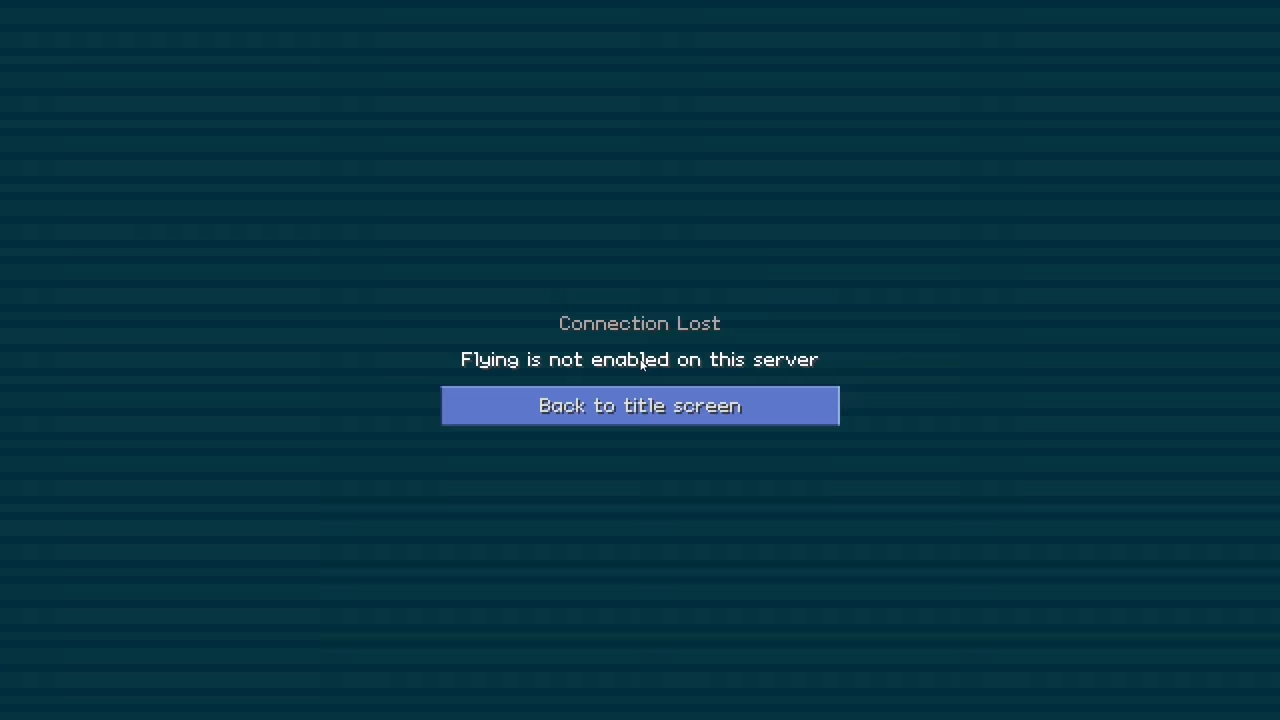 Connection Lost
Flying is not enabled on this server
Back to title screen